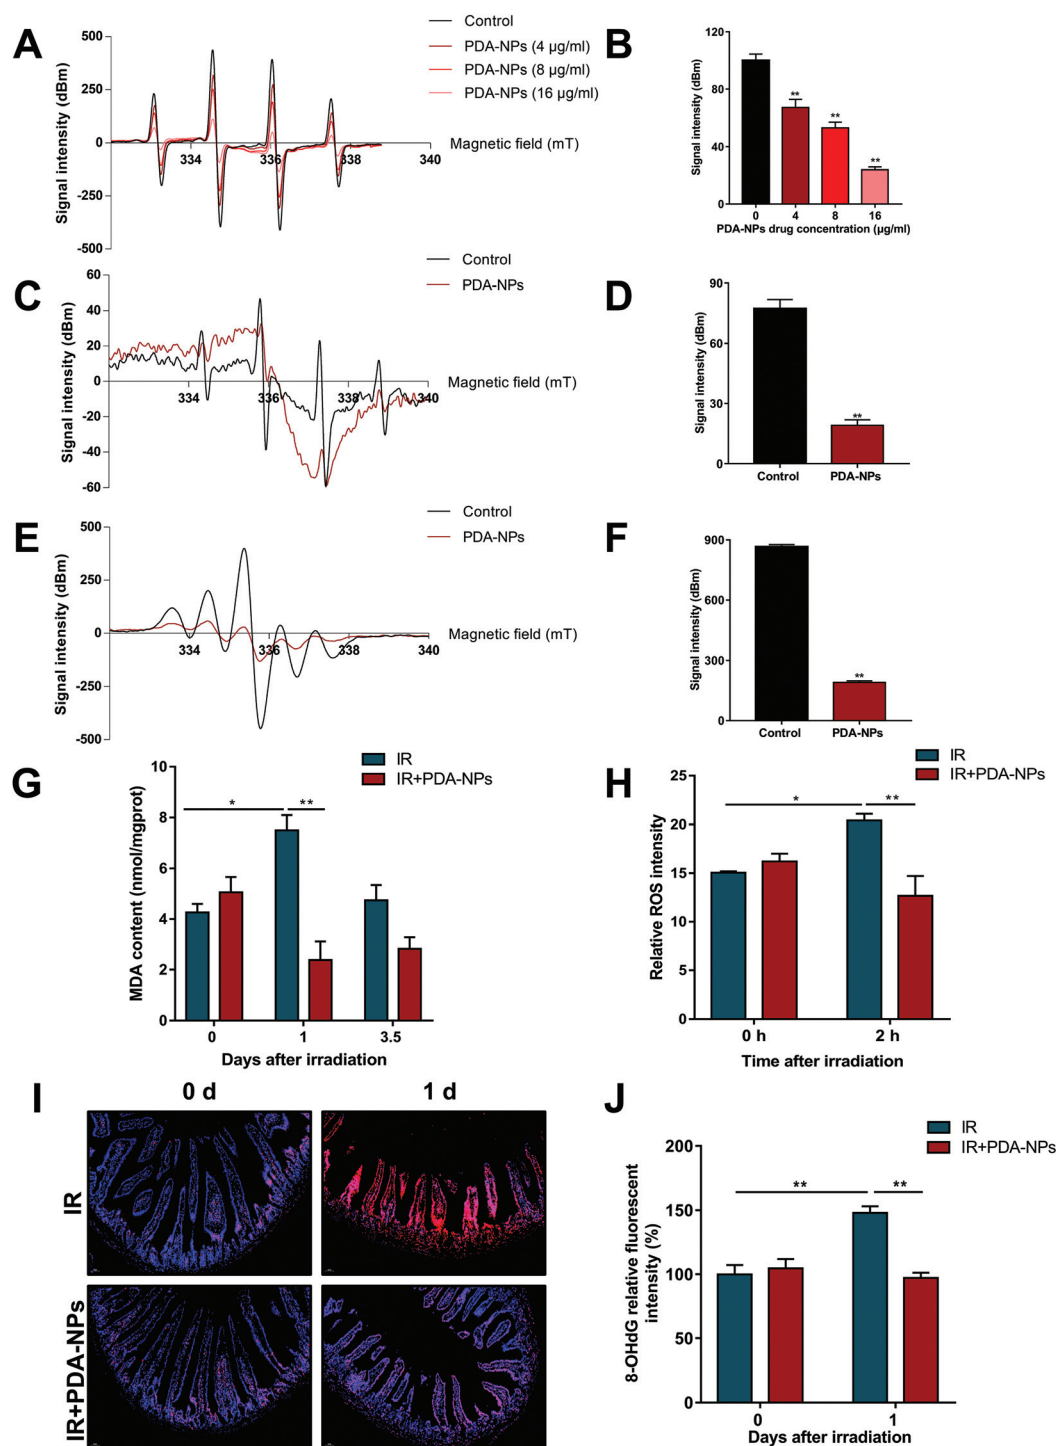 A
Signal intensity (dBm)
500
250
0
-250
-500
334
336
338
340
Magnetic field (mT)
Control
PDA-NPs (4 µg/ml)
PDA-NPs (8 µg/ml)
PDA-NPs (16 µg/ml)
B
Signal intensity (dBm)
120
80
40
0
**
**
**
0 4 8 16
PDA-NPs drug concentration (µg/ml)
C
Signal intensity (dBm)
60
40
20
0
-20
-40
-60
334
336
338
340
Magnetic field (mT)
Control
PDA-NPs
D
Signal intensity (dBm)
90
60
30
0
**
Control PDA-NPs
E
Signal intensity (dBm)
500
250
0
-250
-500
334
336
338
340
Magnetic field (mT)
Control
PDA-NPs
F
Signal intensity (dBm)
900
600
300
0
**
Control PDA-NPs
G
IR
IR+PDA-NPs
MDA content (nmol/mgprot)
10
8
6
4
2
0
* **
0 1 3.5
Days after irradiation
H
IR
IR+PDA-NPs
Relative ROS intensity
25
20
15
10
5
0
* **
0 h 2 h
Time after irradiation
I
0 d 1 d
IR
IR+PDA-NPs
J
IR
IR+PDA-NPs
8-OHdG relative fluorescent
intensity (%)
200
150
100
50
0
** **
0 1
Days after irradiation